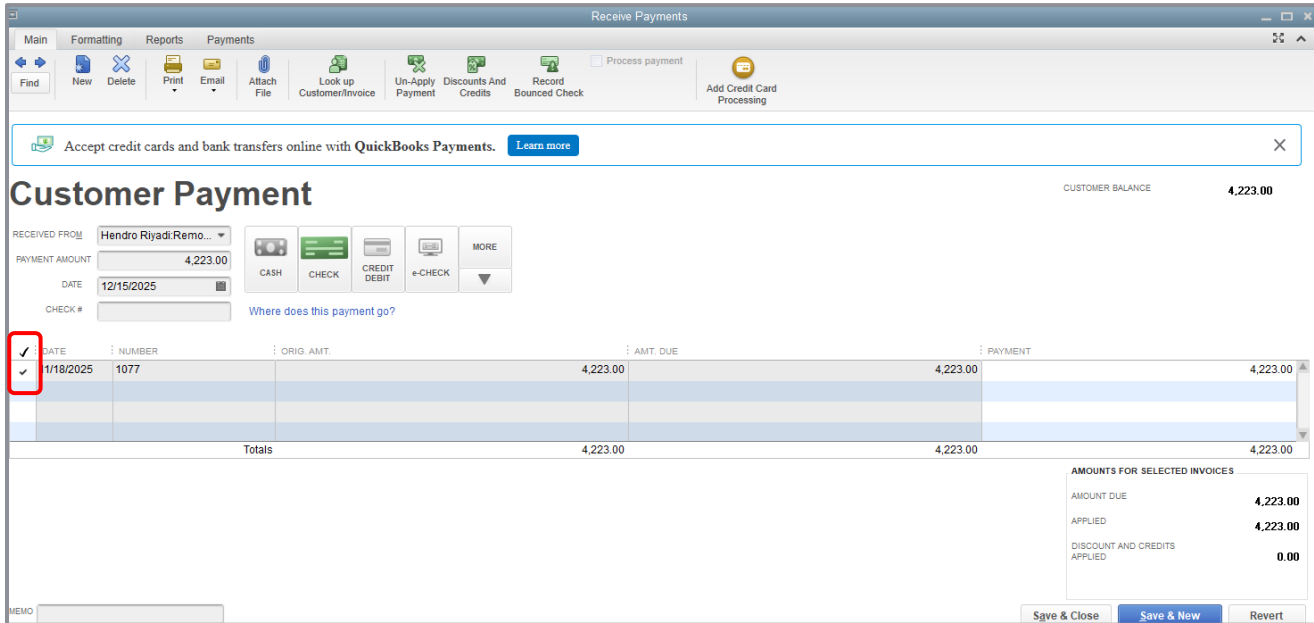 Receive Payments
Main Formatting Reports Payments
Find New Delete Print Email Attach File Look up Customer/Invoice Un-Apply Payment Discounts And Credits Record Bounced Check Process payment Add Credit Card Processing
Accept credit cards and bank transfers online with QuickBooks Payments. Learn more
Customer Payment
CUSTOMER BALANCE 4,223.00
RECEIVED FROM Hendro Riyadi:Remo...
PAYMENT AMOUNT 4,223.00
DATE 12/15/2025
CHECK #
CASH CHECK CREDIT DEBIT e-CHECK MORE
Where does this payment go?
DATE NUMBER ORIG. AMT. AMT. DUE PAYMENT
11/18/2025 1077 4,223.00 4,223.00 4,223.00
Totals 4,223.00 4,223.00 4,223.00
AMOUNTS FOR SELECTED INVOICES
AMOUNT DUE 4,223.00
APPLIED 4,223.00
DISCOUNT AND CREDITS APPLIED 0.00
MEMO
Save & Close Save & New Revert